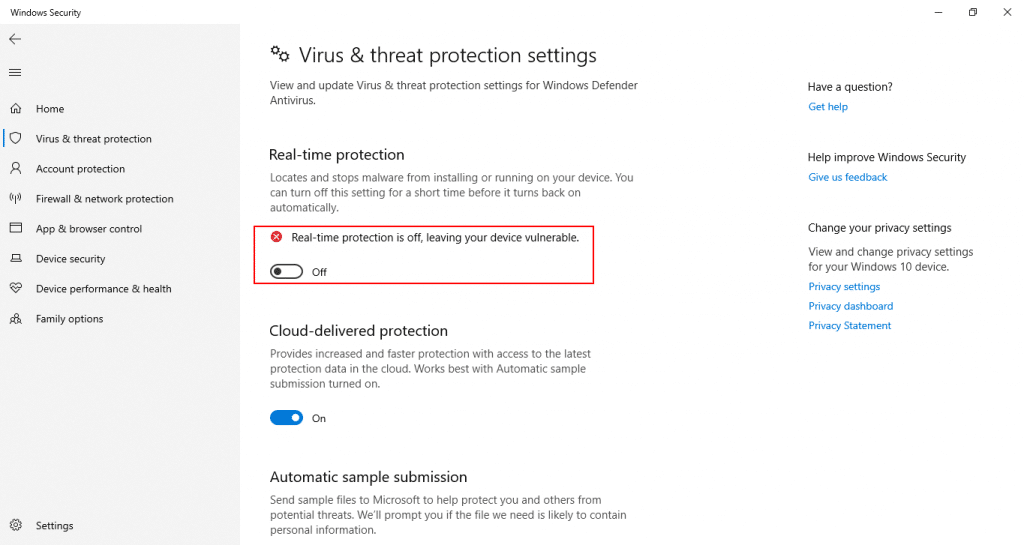 Windows Security
Home
Virus & threat protection
Account protection
Firewall & network protection
App & browser control
Device security
Device performance & health
Family options
Settings
Virus & threat protection settings
View and update Virus & threat protection settings for Windows Defender
Antivirus.
Real-time protection
Locates and stops malware from installing or running on your device. You
can turn off this setting for a short time before it turns back on
automatically.
Real-time protection is off, leaving your device vulnerable.
Off
Cloud-delivered protection
Provides increased and faster protection with access to the latest
protection data in the cloud. Works best with Automatic sample
submission turned on.
On
Automatic sample submission
Send sample files to Microsoft to help protect you and others from
potential threats. We'll prompt you if the file we need is likely to contain
personal information.
Have a question?
Get help
Help improve Windows Security
Give us feedback
Change your privacy settings
View and change privacy settings
for your Windows 10 device.
Privacy settings
Privacy dashboard
Privacy Statement